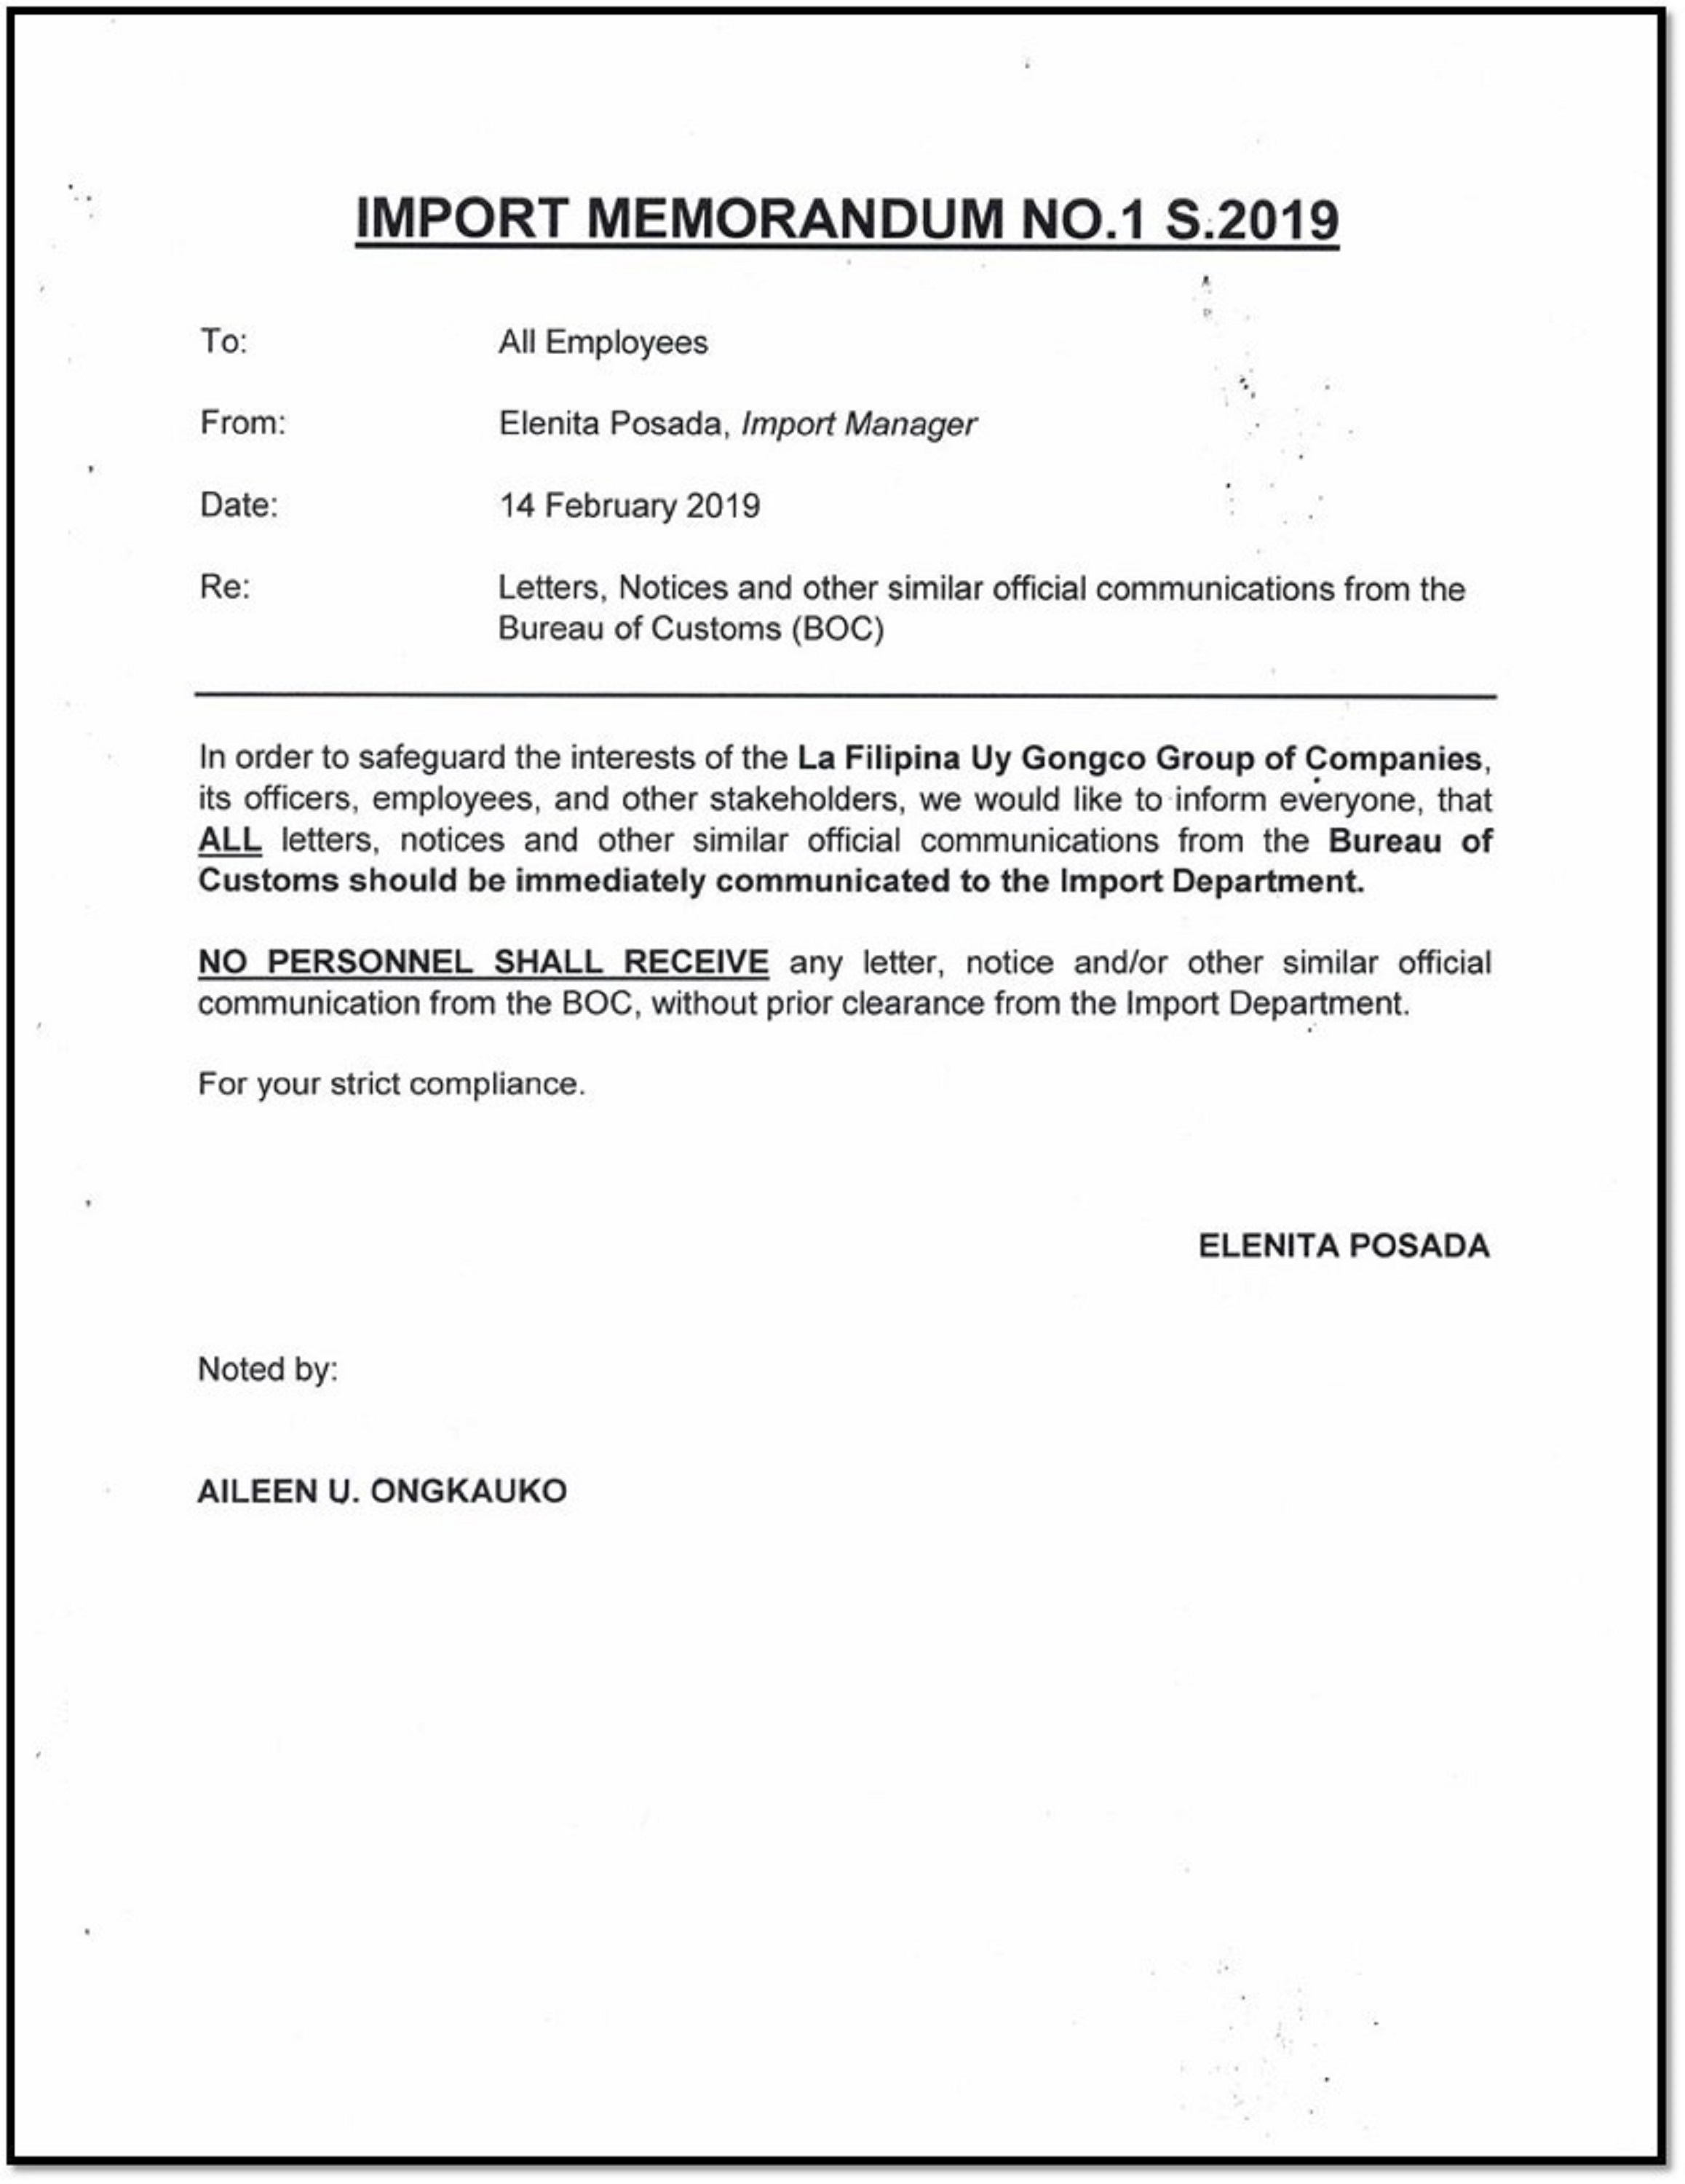 IMPORT MEMORANDUM NO.1 S.2019
To: All Employees
From: Elenita Posada, Import Manager
Date: 14 February 2019
Re: Letters, Notices and other similar official communications from the
Bureau of Customs (BOC)
In order to safeguard the interests of the La Filipina Uy Gongco Group of Companies,
its officers, employees, and other stakeholders, we would like to inform everyone, that
ALL letters, notices and other similar official communications from the Bureau of
Customs should be immediately communicated to the Import Department.
NO PERSONNEL SHALL RECEIVE any letter, notice and/or other similar official
communication from the BOC, without prior clearance from the Import Department.
For your strict compliance.
ELENITA POSADA
Noted by:
AILEEN U. ONGKAUKO